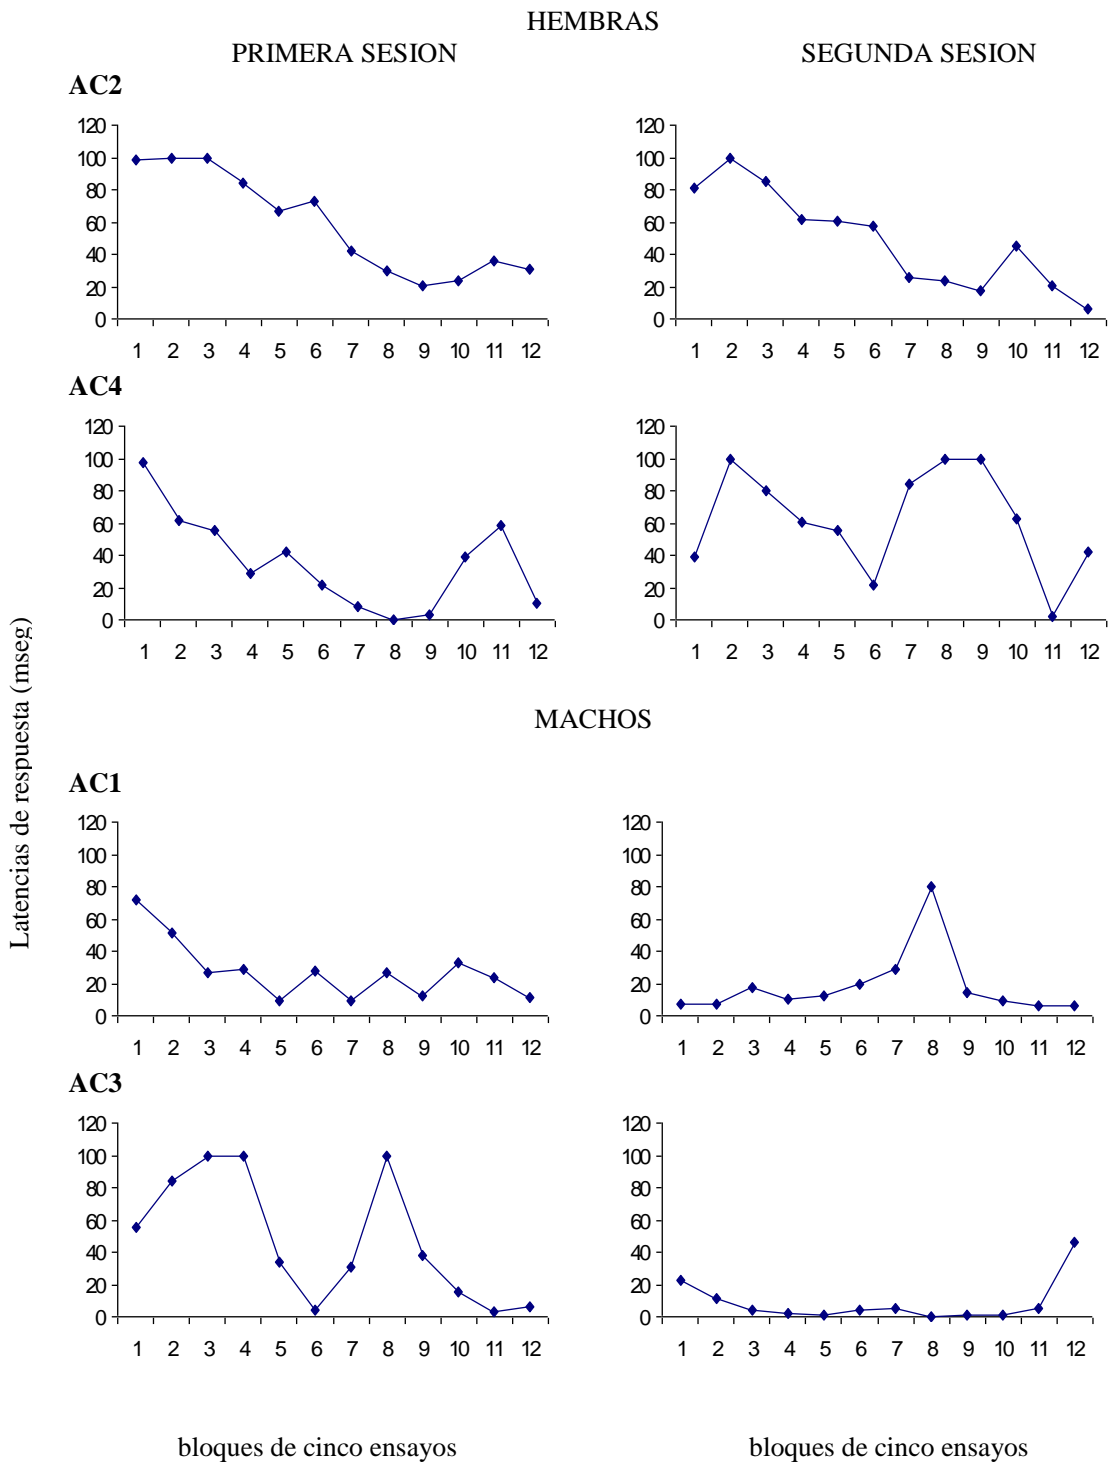 HEMBRAS
PRIMERA SESION SEGUNDA SESION
AC2
120 120
100 100
80 80
60 60
40 40
20 20
0 0
1 2 3 4 5 6 7 8 9 10 11 12 1 2 3 4 5 6 7 8 9 10 11 12
AC4
120 120
100 100
80 80
60 60
40 40
20 20
0 0
1 2 3 4 5 6 7 8 9 10 11 12 1 2 3 4 5 6 7 8 9 10 11 12
Latencias de respuesta (mseg)
MACHOS
AC1
120 120
100 100
80 80
60 60
40 40
20 20
0 0
1 2 3 4 5 6 7 8 9 10 11 12 1 2 3 4 5 6 7 8 9 10 11 12
AC3
120 120
100 100
80 80
60 60
40 40
20 20
0 0
1 2 3 4 5 6 7 8 9 10 11 12 1 2 3 4 5 6 7 8 9 10 11 12
bloques de cinco ensayos bloques de cinco ensayos